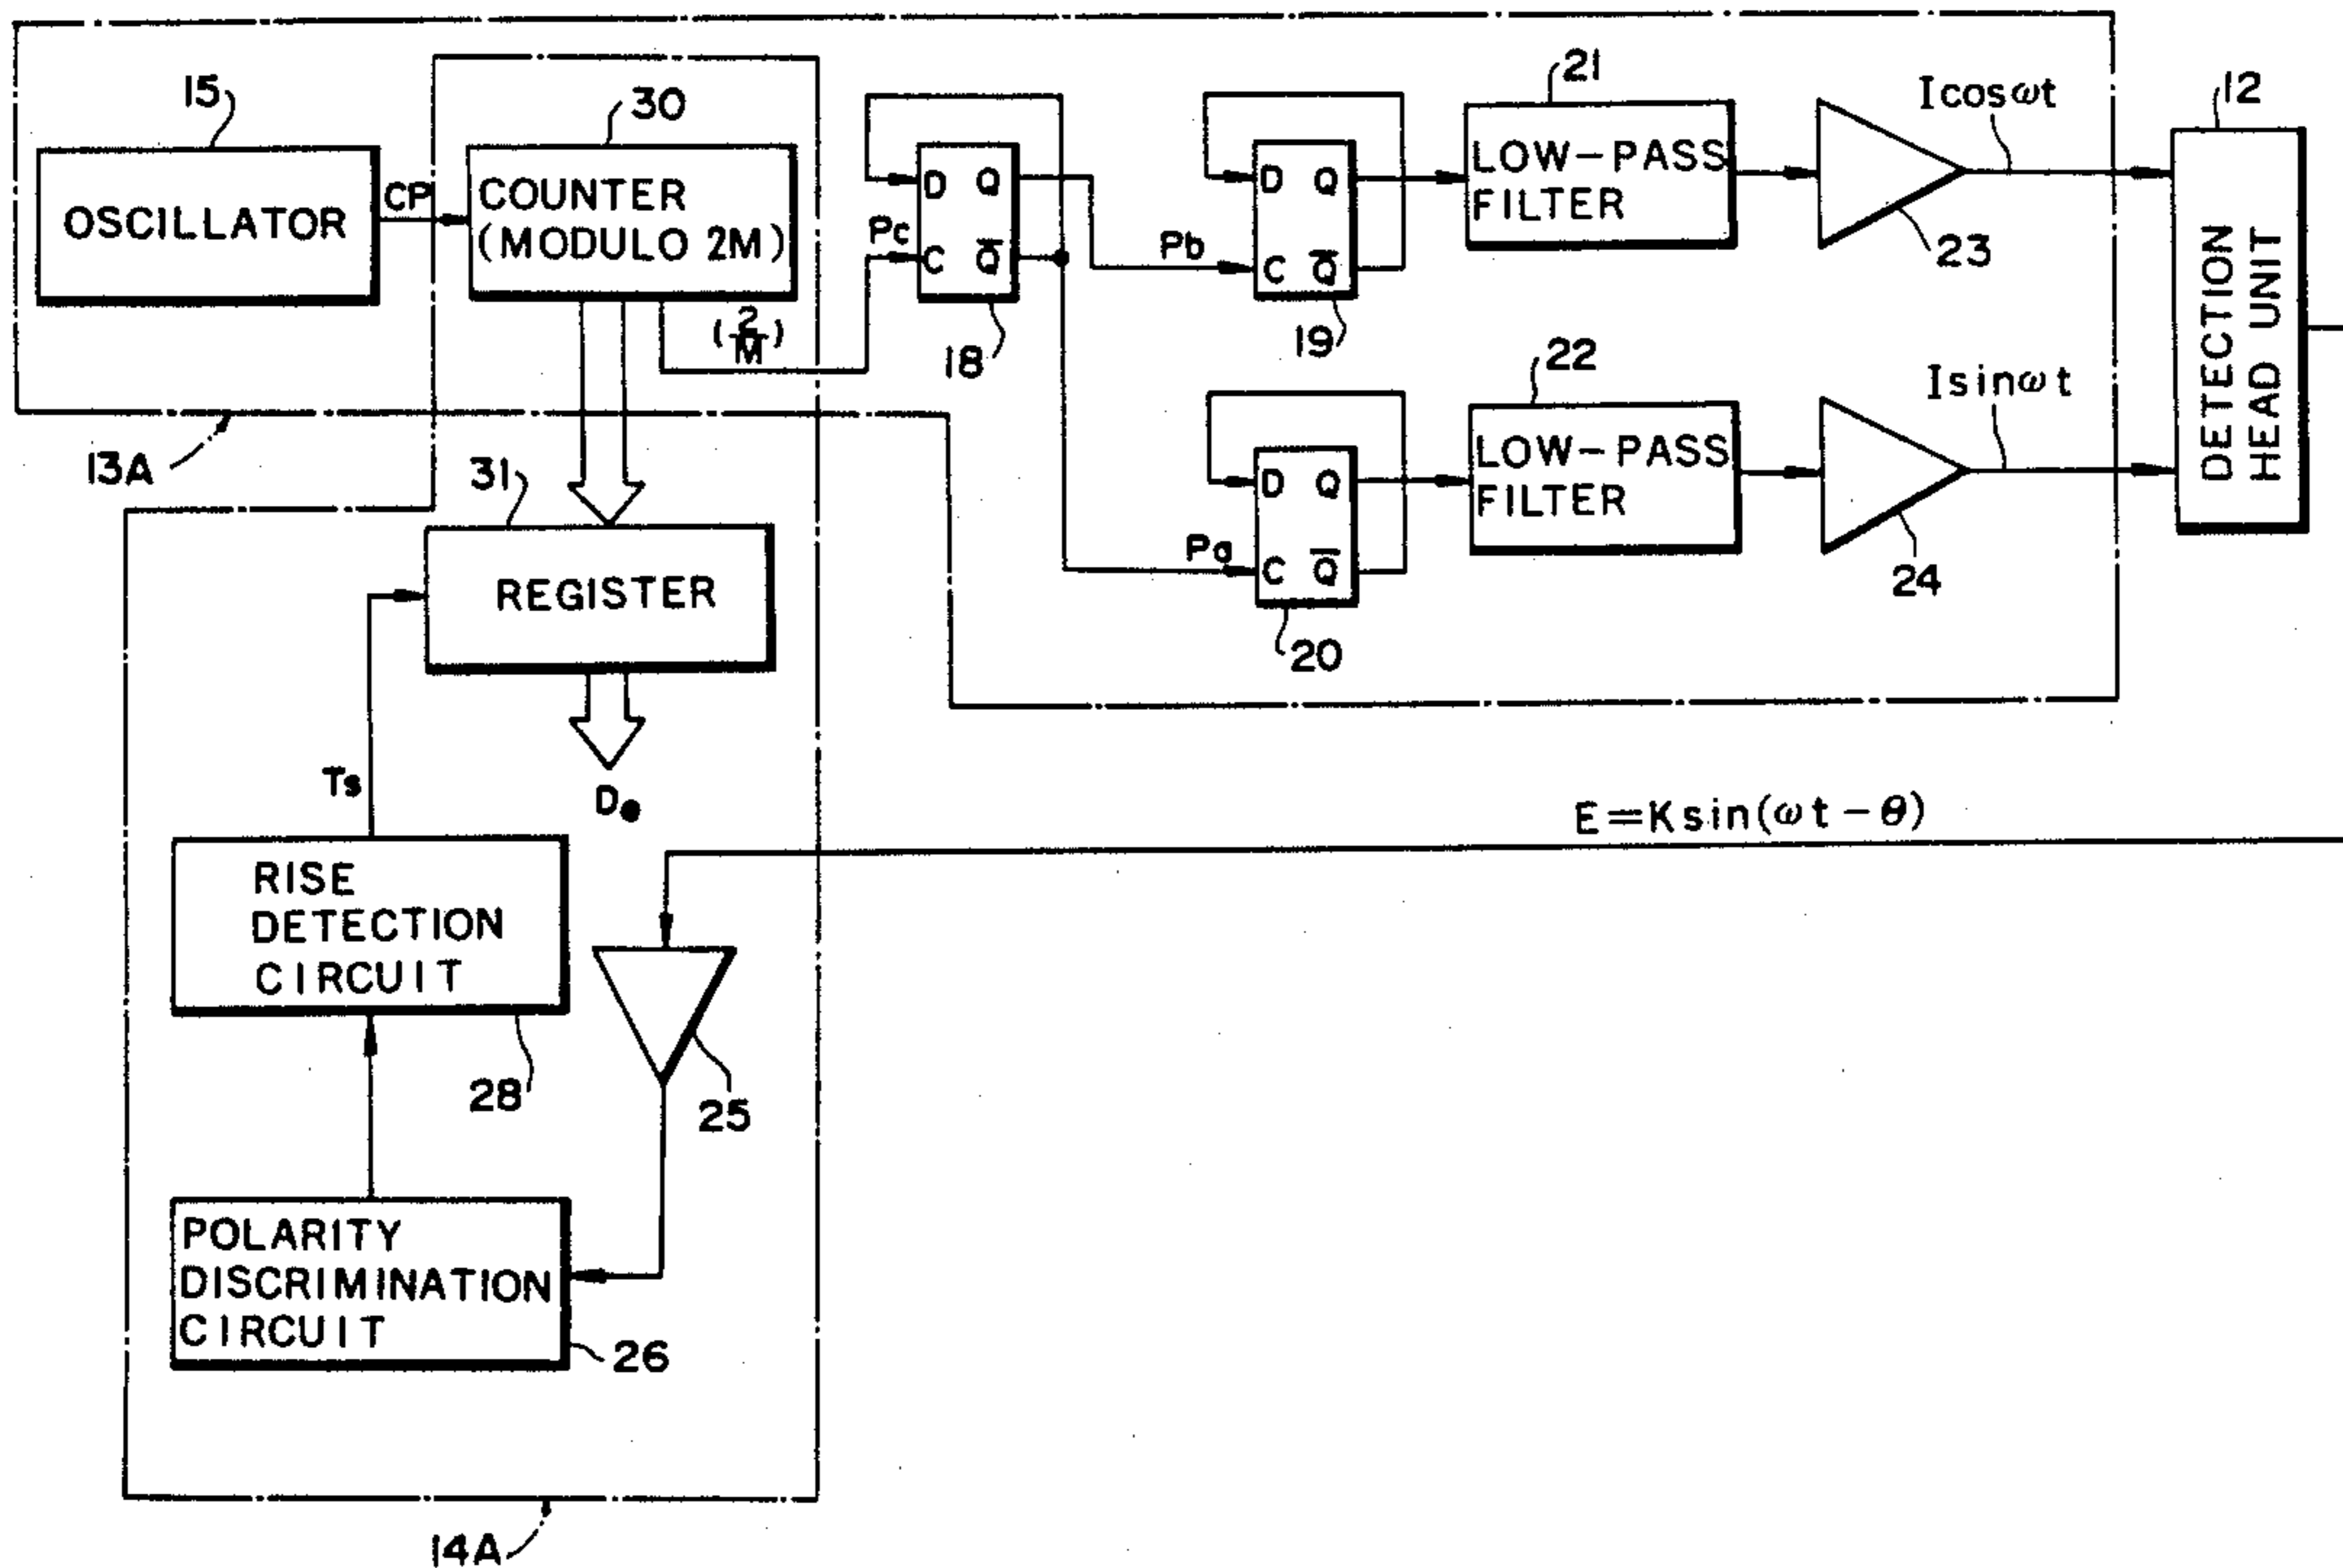 15
OSCILLATOR
CP
30
COUNTER
(MODULO 2M)
(2/M)
Pc
D Q
C Q̅
18
Pb
D Q
C Q̅
19
21
LOW-PASS
FILTER
23
Icosωt
12
DETECTION
HEAD UNIT
13A
Pa
D Q
C Q̅
20
22
LOW-PASS
FILTER
24
Isinωt
31
REGISTER
Ts
E=Ksin(ωt-θ)
RISE
DETECTION
CIRCUIT
28
25
POLARITY
DISCRIMINATION
CIRCUIT
26
14A